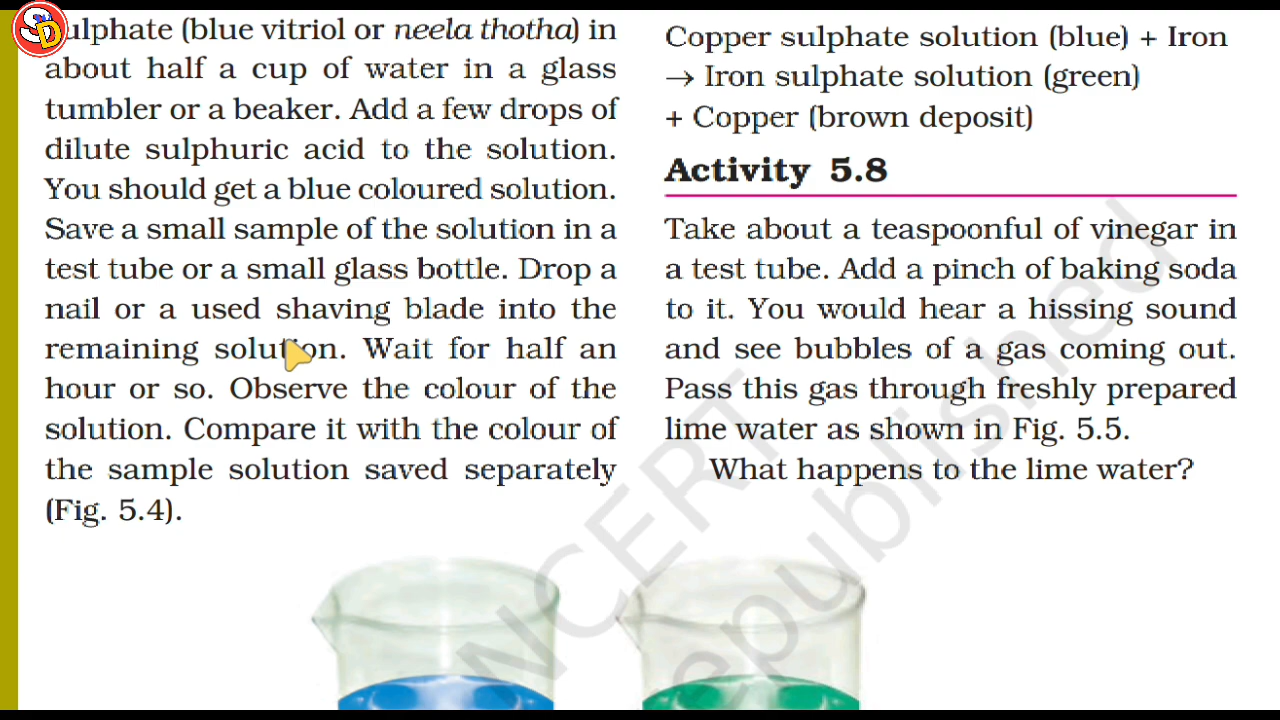 SD
sulphate (blue vitriol or neela thotha) in
about half a cup of water in a glass
tumbler or a beaker. Add a few drops of
dilute sulphuric acid to the solution.
You should get a blue coloured solution.
Save a small sample of the solution in a
test tube or a small glass bottle. Drop a
nail or a used shaving blade into the
remaining solution. Wait for half an
hour or so. Observe the colour of the
solution. Compare it with the colour of
the sample solution saved separately
(Fig. 5.4).
Copper sulphate solution (blue) + Iron
→ Iron sulphate solution (green)
+ Copper (brown deposit)
Activity 5.8
Take about a teaspoonful of vinegar in
a test tube. Add a pinch of baking soda
to it. You would hear a hissing sound
and see bubbles of a gas coming out.
Pass this gas through freshly prepared
lime water as shown in Fig. 5.5.
What happens to the lime water?
NCERT
epublished